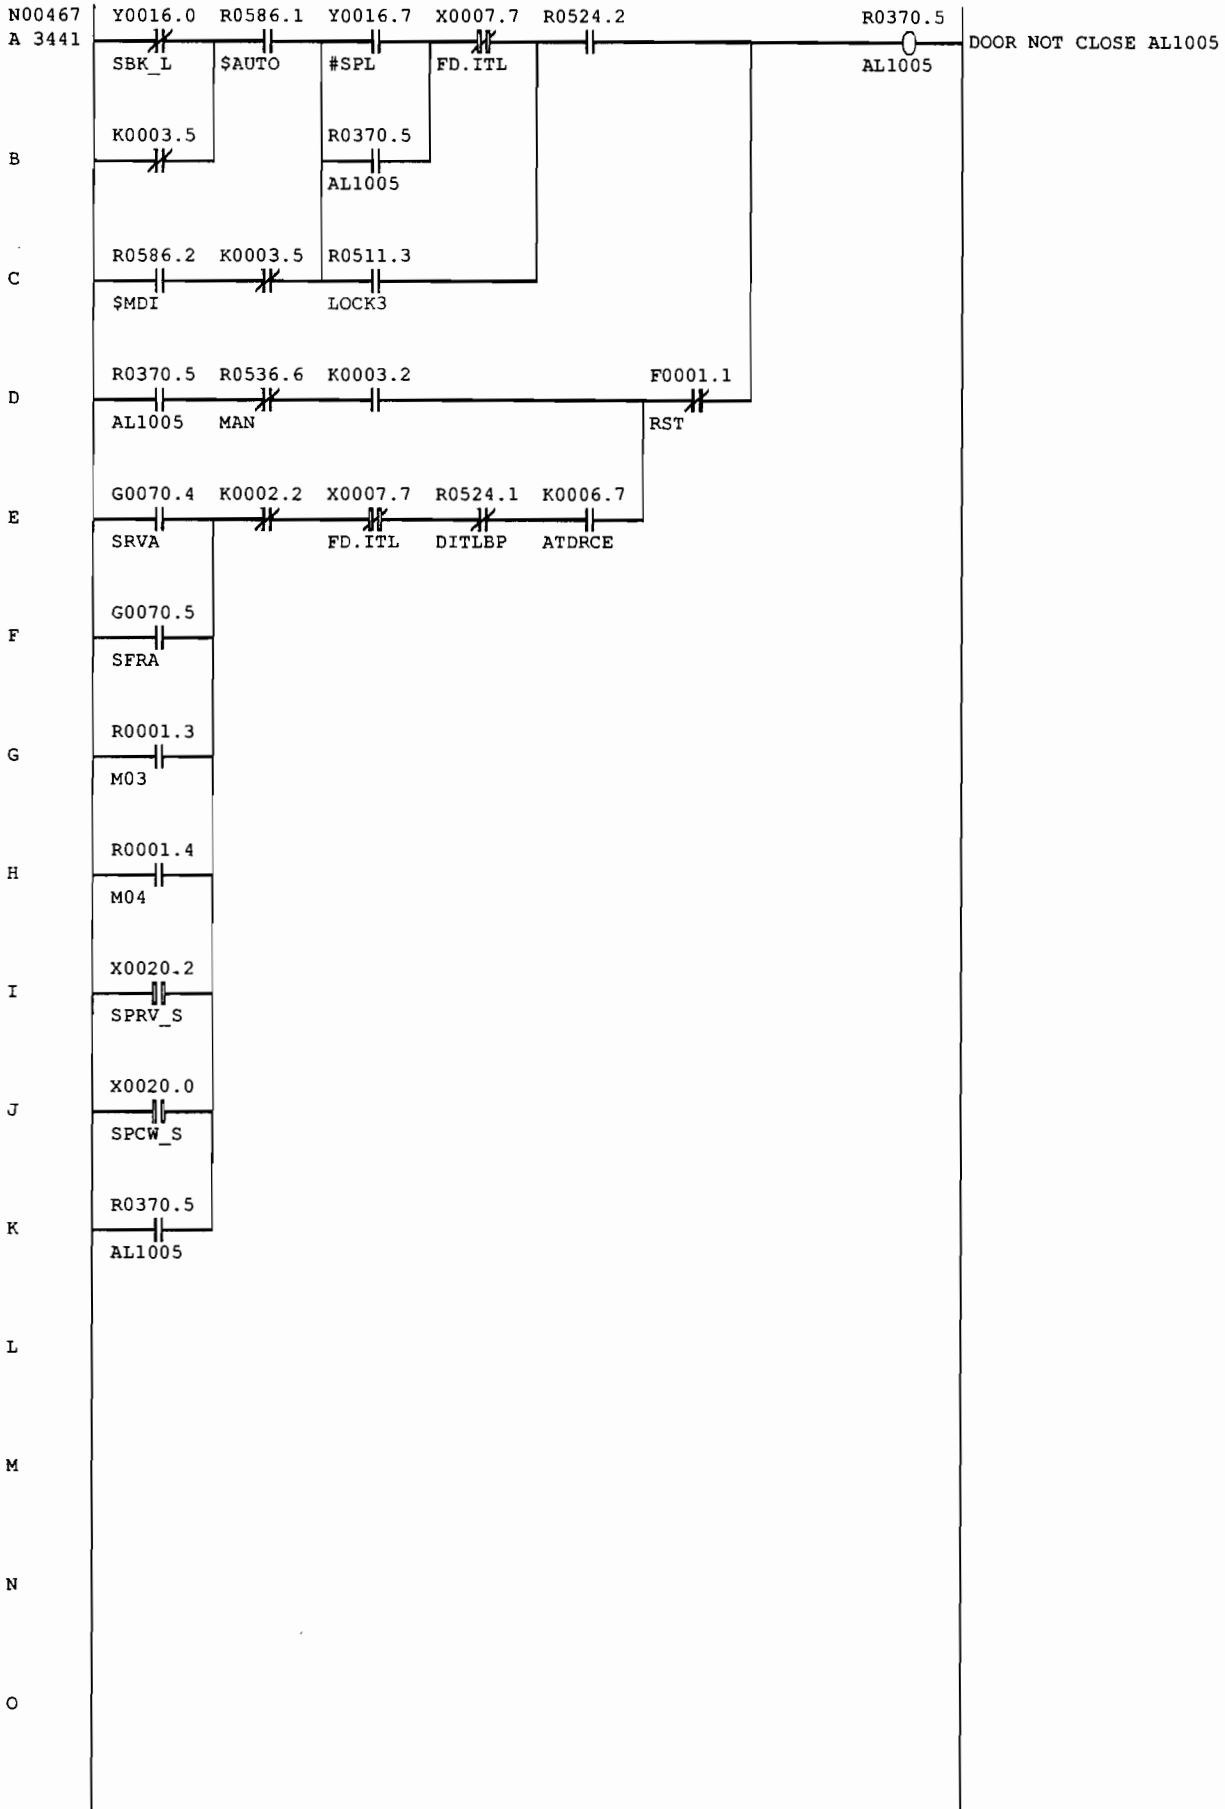 N00467 Y0016.0 R0586.1 Y0016.7 X0007.7 R0524.2 R0370.5
A 3441 DOOR NOT CLOSE AL1005
SBK_L $AUTO #SPL FD.ITL AL1005
K0003.5 R0370.5
B
AL1005
R0586.2 K0003.5 R0511.3
C
$MDI LOCK3
R0370.5 R0536.6 K0003.2 F0001.1
D
AL1005 MAN RST
G0070.4 K0002.2 X0007.7 R0524.1 K0006.7
E
SRVA FD.ITL DITLBP ATDRCE
G0070.5
F
SFRA
R0001.3
G
M03
R0001.4
H
M04
X0020.2
I
SPRV_S
X0020.0
J
SPCW_S
R0370.5
K
AL1005
L
M
N
O